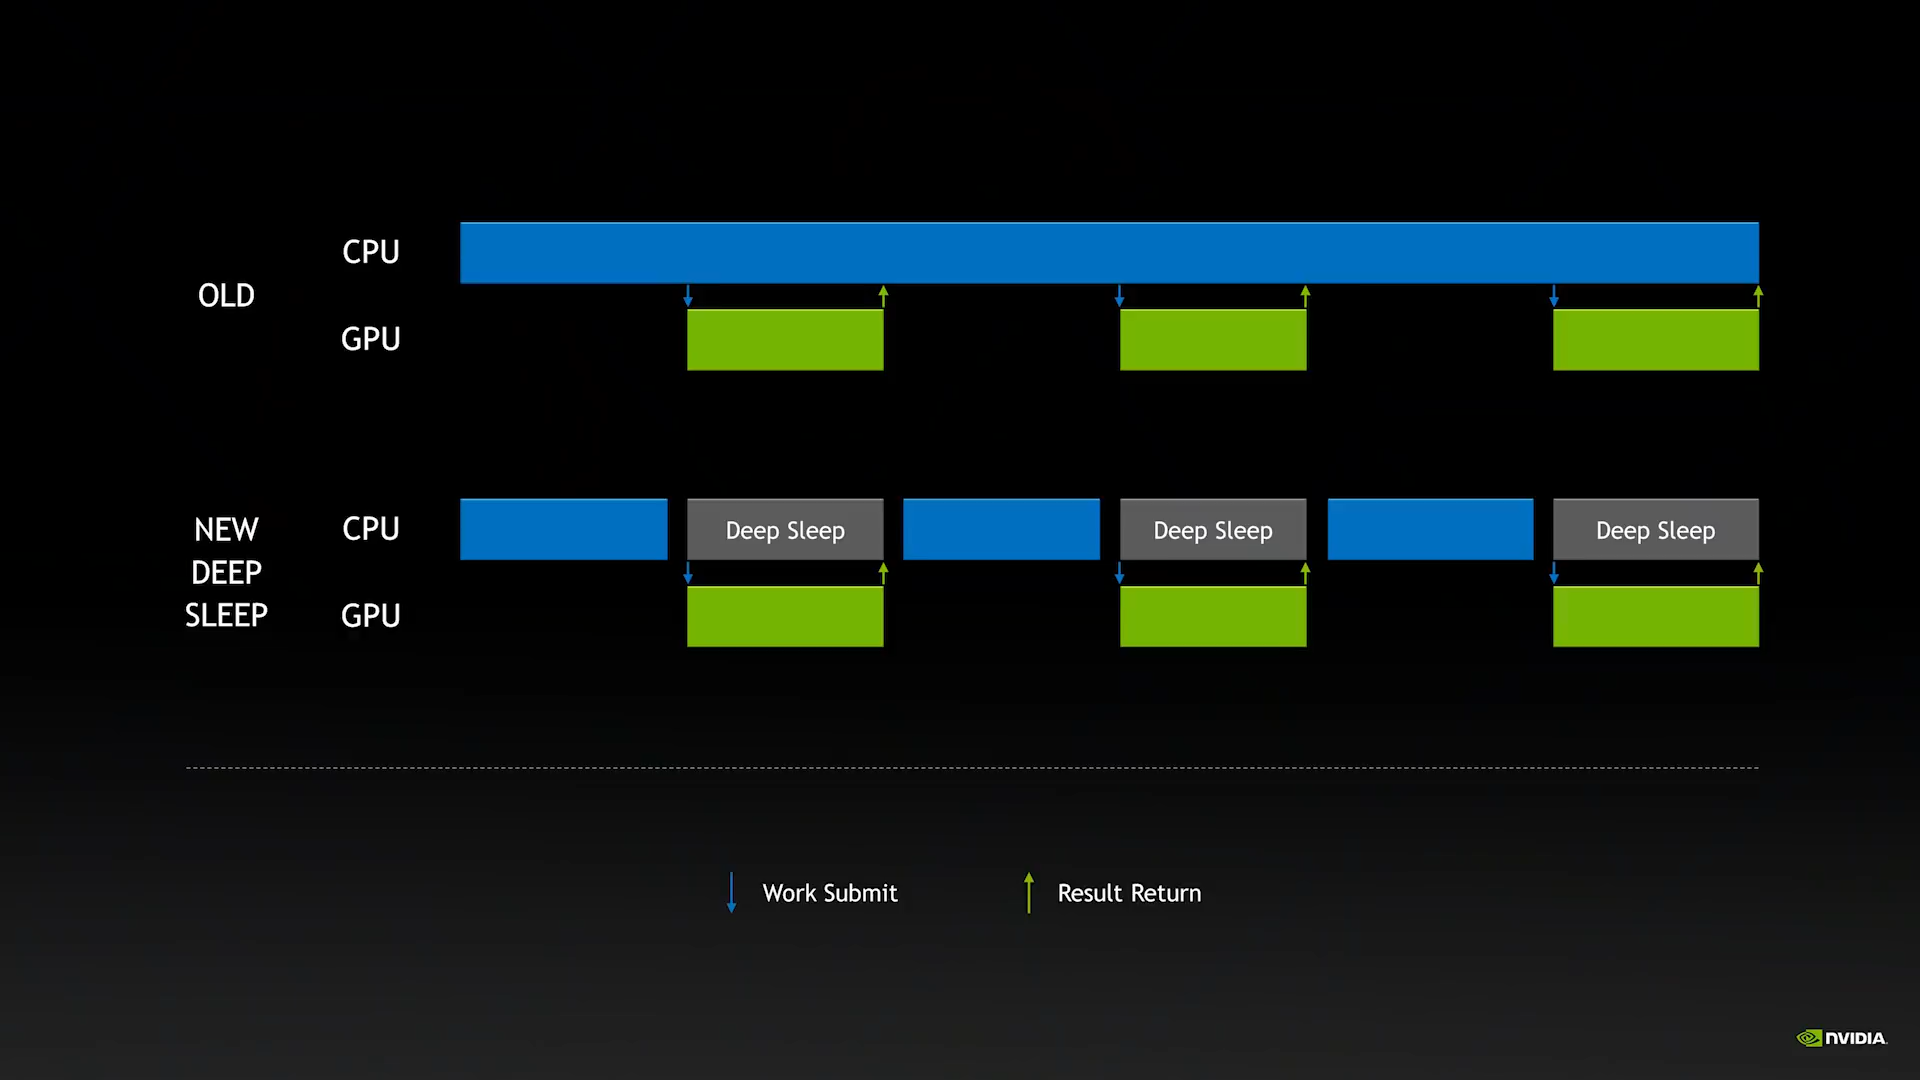 OLD
CPU
GPU
NEW
DEEP
SLEEP
CPU
Deep Sleep
Deep Sleep
Deep Sleep
GPU
Work Submit
Result Return
NVIDIA